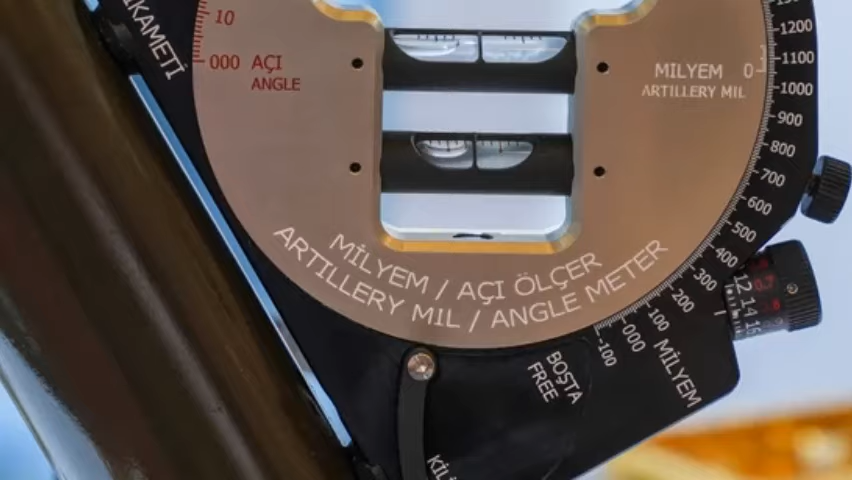 10
000 AÇI
ANGLE
MİLYEM 0
ARTILLERY MIL
1200
1100
1000
900
800
700
600
500
400
300
200
100
000
-100
MİLYEM / AÇI ÖLÇER
ARTILLERY MIL / ANGLE METER
MİLYEM
BOŞTA
FREE
12
14